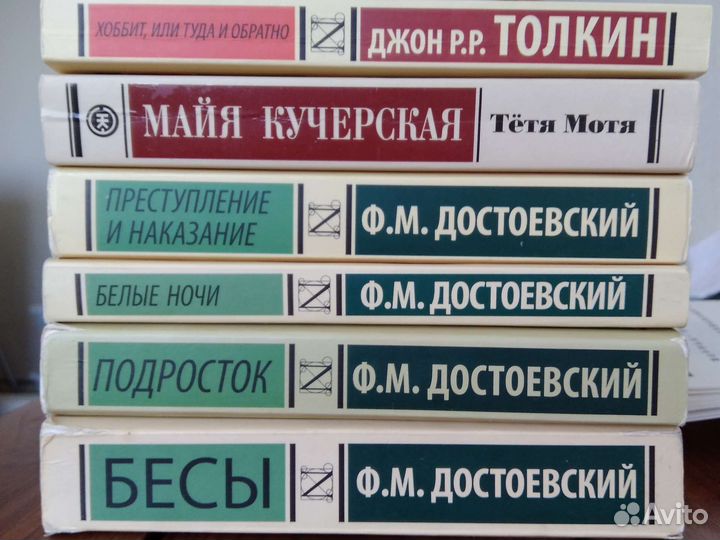 ХОББИТ, ИЛИ ТУДА И ОБРАТНО
ДЖОН Р.Р. ТОЛКИН
МАЙЯ КУЧЕРСКАЯ
Тётя Мотя
ПРЕСТУПЛЕНИЕ
И НАКАЗАНИЕ
Ф.М. ДОСТОЕВСКИЙ
БЕЛЫЕ НОЧИ
Ф.М. ДОСТОЕВСКИЙ
ПОДРОСТОК
Ф.М. ДОСТОЕВСКИЙ
БЕСЫ
Ф.М. ДОСТОЕВСКИЙ
Avito